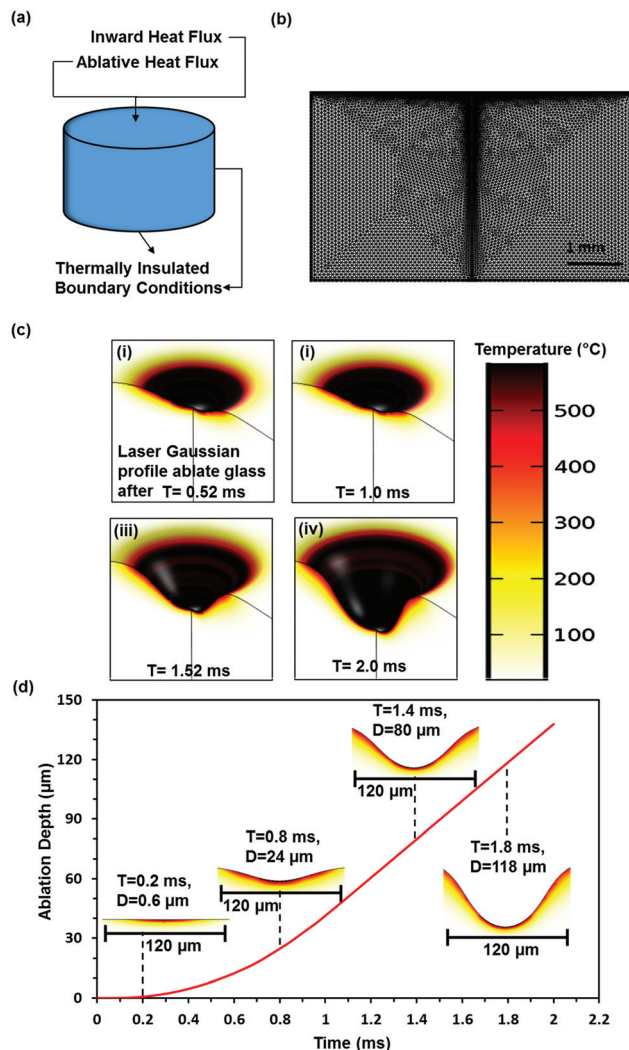 (a)
Inward Heat Flux
Ablative Heat Flux
Thermally Insulated
Boundary Conditions
(b)
1 mm
(c)
(i)
Laser Gaussian
profile ablate glass
after T= 0.52 ms
(i)
T= 1.0 ms
(iii)
T= 1.52 ms
(iv)
T= 2.0 ms
Temperature (°C)
500
400
300
200
100
(d)
150
120
90
60
30
0
Ablation Depth (µm)
T=0.2 ms,
D=0.6 µm
120 µm
T=0.8 ms,
D=24 µm
120 µm
T=1.4 ms,
D=80 µm
120 µm
T=1.8 ms,
D=118 µm
120 µm
0 0.2 0.4 0.6 0.8 1.0 1.2 1.4 1.6 1.8 2 2.2
Time (ms)